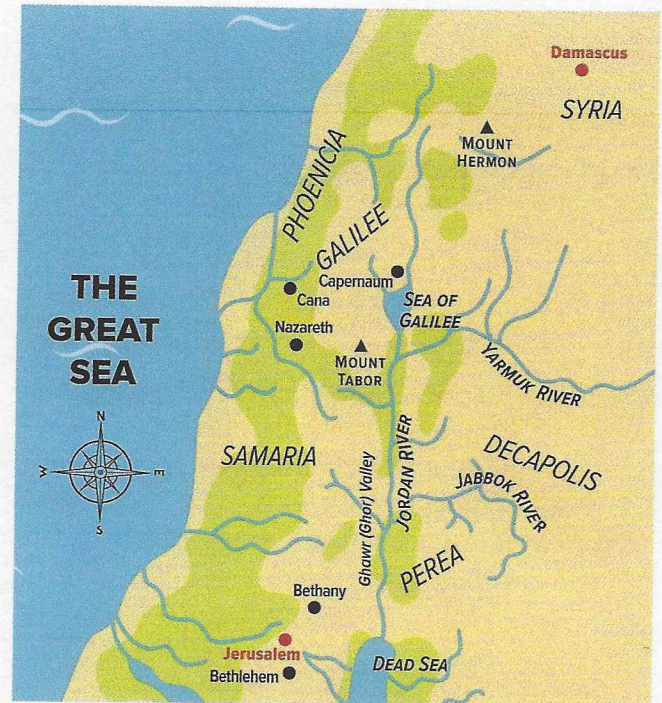 Damascus
SYRIA
MOUNT
HERMON
PHOENICIA
GALILEE
Capernaum
Cana
SEA OF
GALILEE
THE
GREAT
SEA
Nazareth
MOUNT
TABOR
YARMUK RIVER
N
W
E
S
SAMARIA
Ghawr (Ghor) Valley
JORDAN RIVER
DECAPOLIS
JABBOK RIVER
PEREA
Bethany
Jerusalem
Bethlehem
DEAD SEA